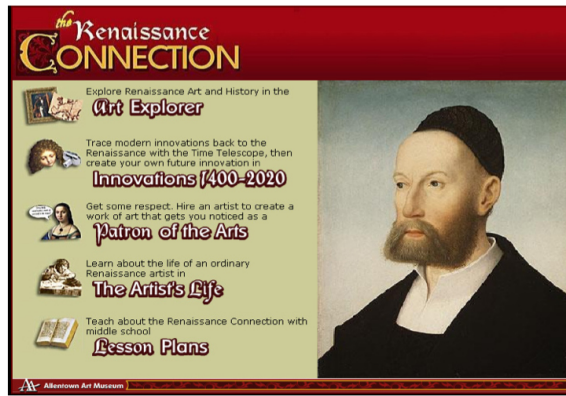 the Renaissance
CONNECTION
Explore Renaissance Art and History in the
Art Explorer
Trace modern innovations back to the
Renaissance with the Time Telescope, then
create your own future innovation in
Innovations 1400-2020
Get some respect. Hire an artist to create a
work of art that gets you noticed as a
Patron of the Arts
Learn about the life of an ordinary
Renaissance artist in
The Artist's Life
Teach about the Renaissance Connection with
middle school
Lesson Plans
Allentown Art Museum